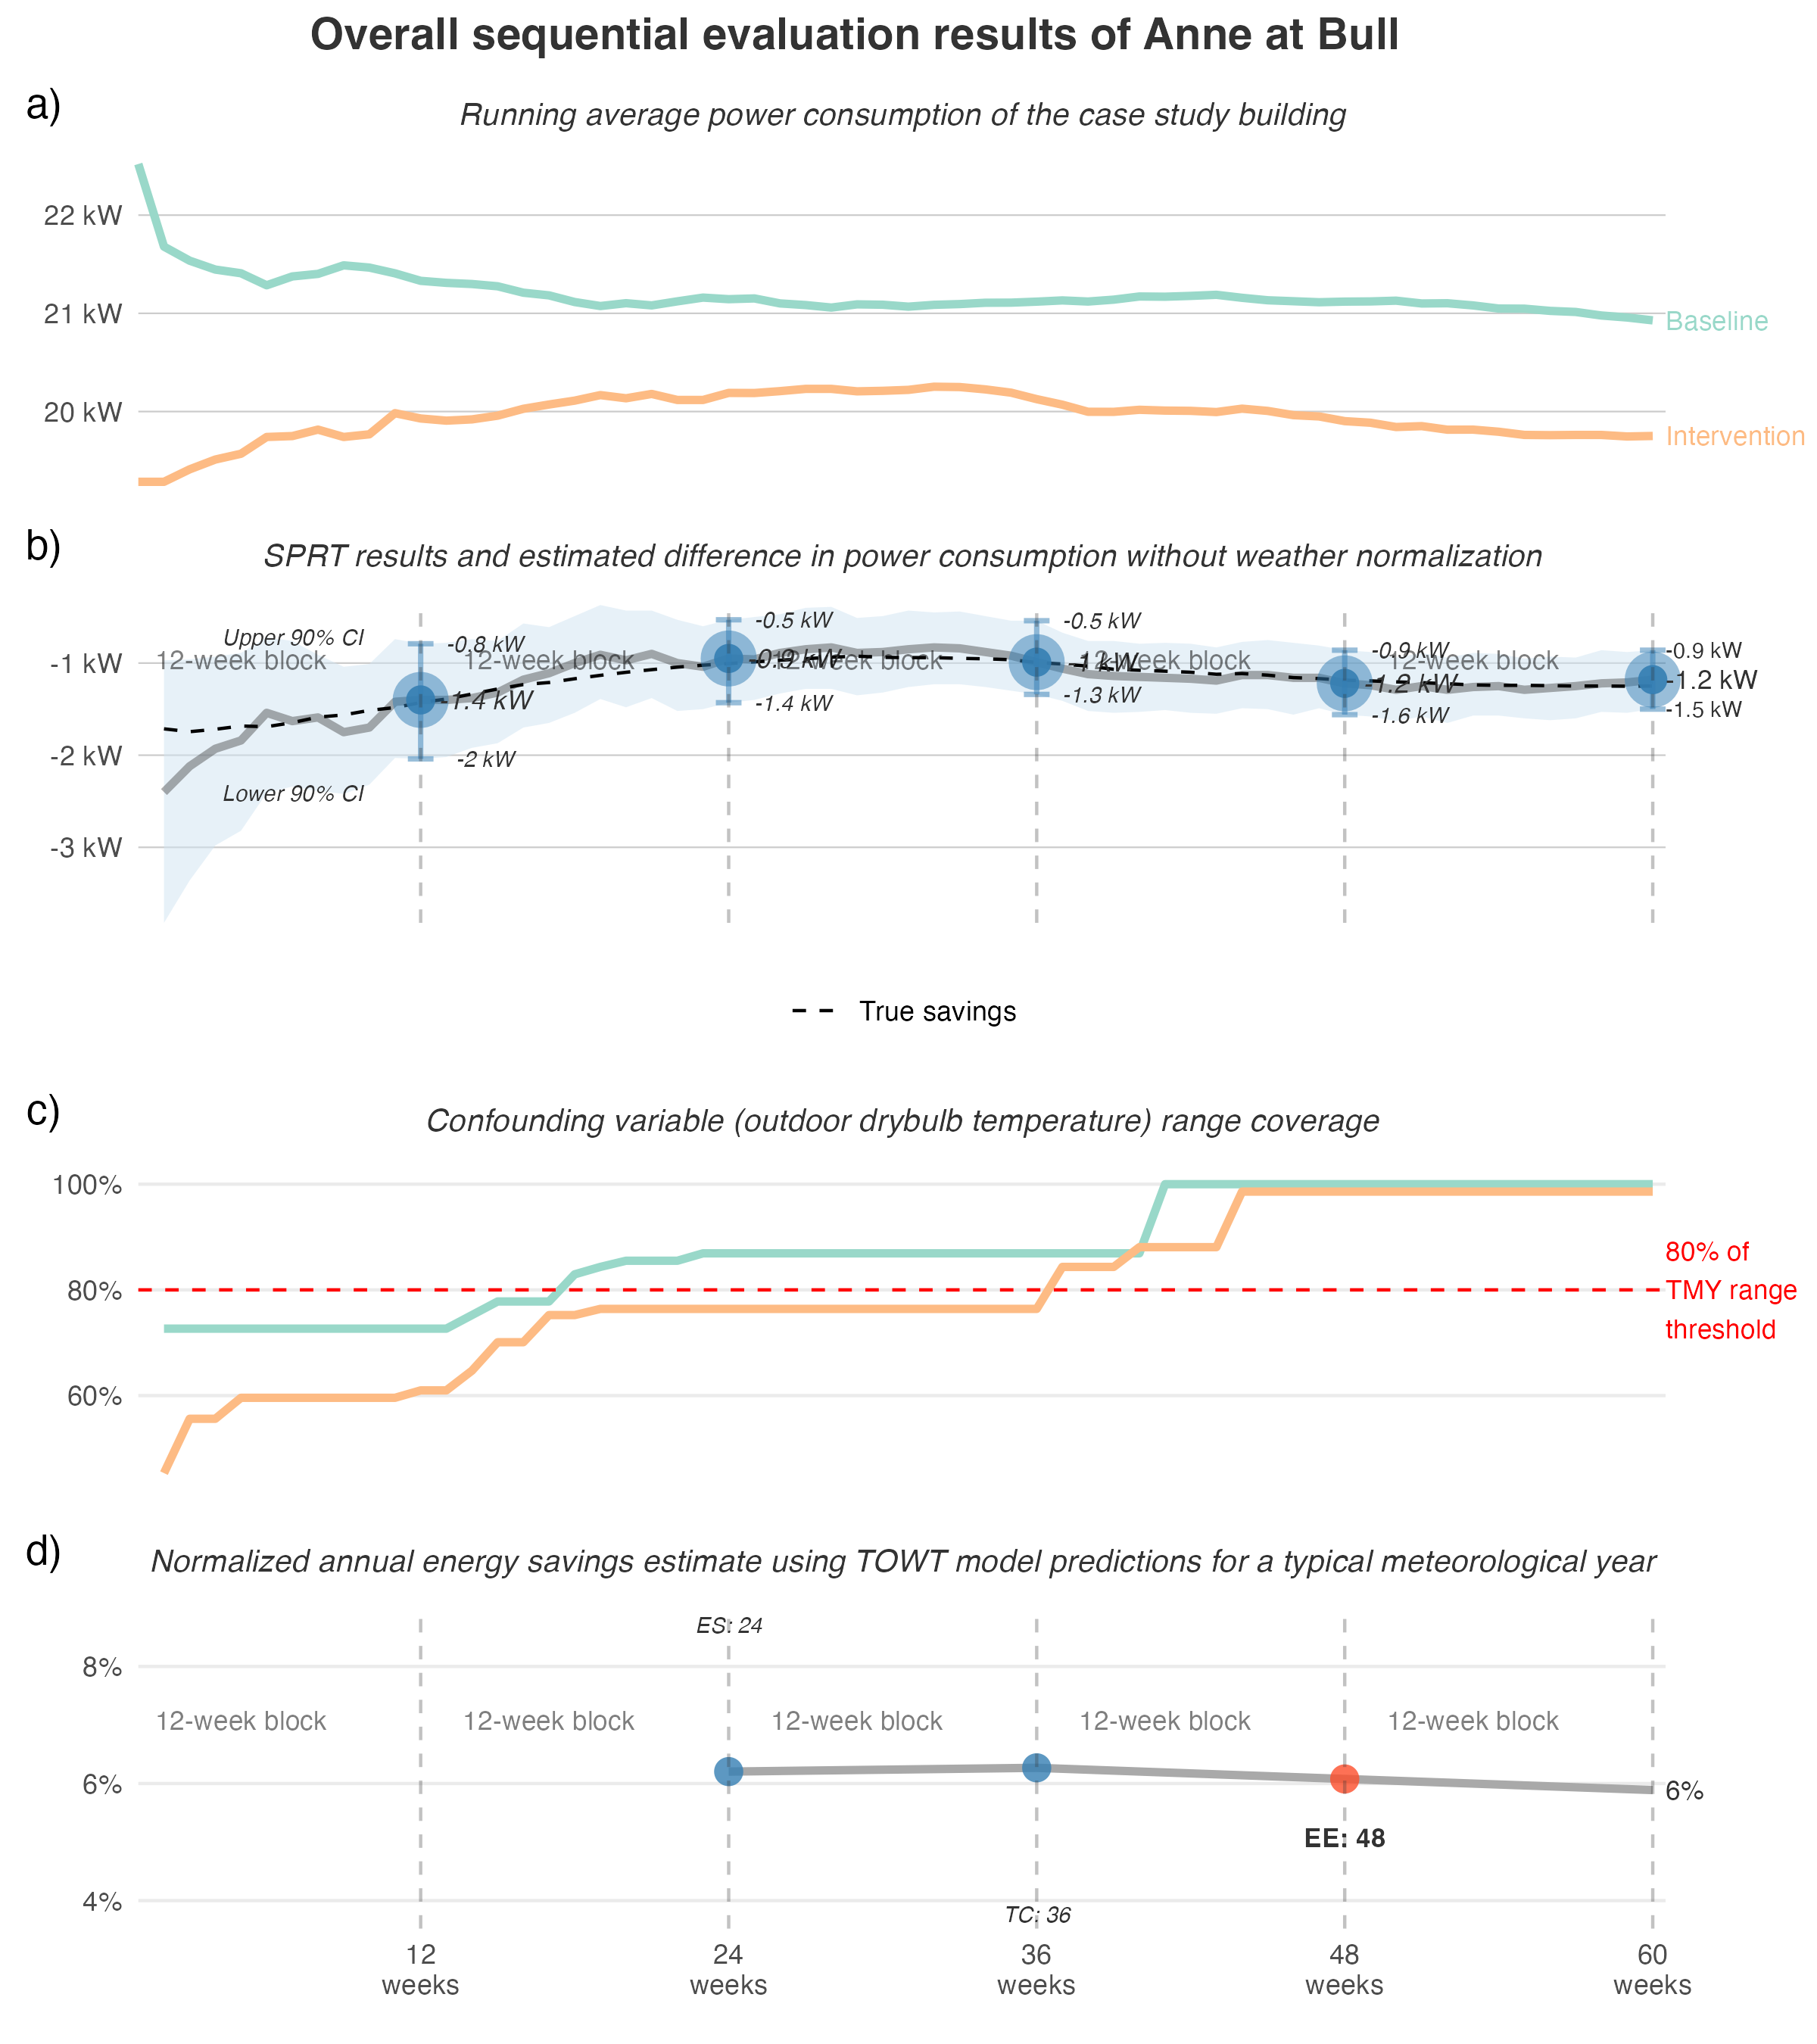 Overall sequential evaluation results of Anne at Bull
a)
Running average power consumption of the case study building
22 kW
21 kW
20 kW
Baseline
Intervention
b)
SPRT results and estimated difference in power consumption without weather normalization
-1 kW
-2 kW
-3 kW
Upper 90% CI
Lower 90% CI
12-week block
12-week block
12-week block
12-week block
12-week block
-0.8 kW
-1.4 kW
-2 kW
-0.5 kW
-0.9 kW
-1.4 kW
-0.5 kW
-1 kW
-1.3 kW
-0.9 kW
-1.2 kW
-1.6 kW
-0.9 kW
-1.2 kW
-1.5 kW
True savings
c)
Confounding variable (outdoor drybulb temperature) range coverage
100%
80%
60%
80% of
TMY range
threshold
d)
Normalized annual energy savings estimate using TOWT model predictions for a typical meteorological year
ES: 24
8%
6%
4%
12-week block
12-week block
12-week block
12-week block
12-week block
6%
EE: 48
TC: 36
12
weeks
24
weeks
36
weeks
48
weeks
60
weeks